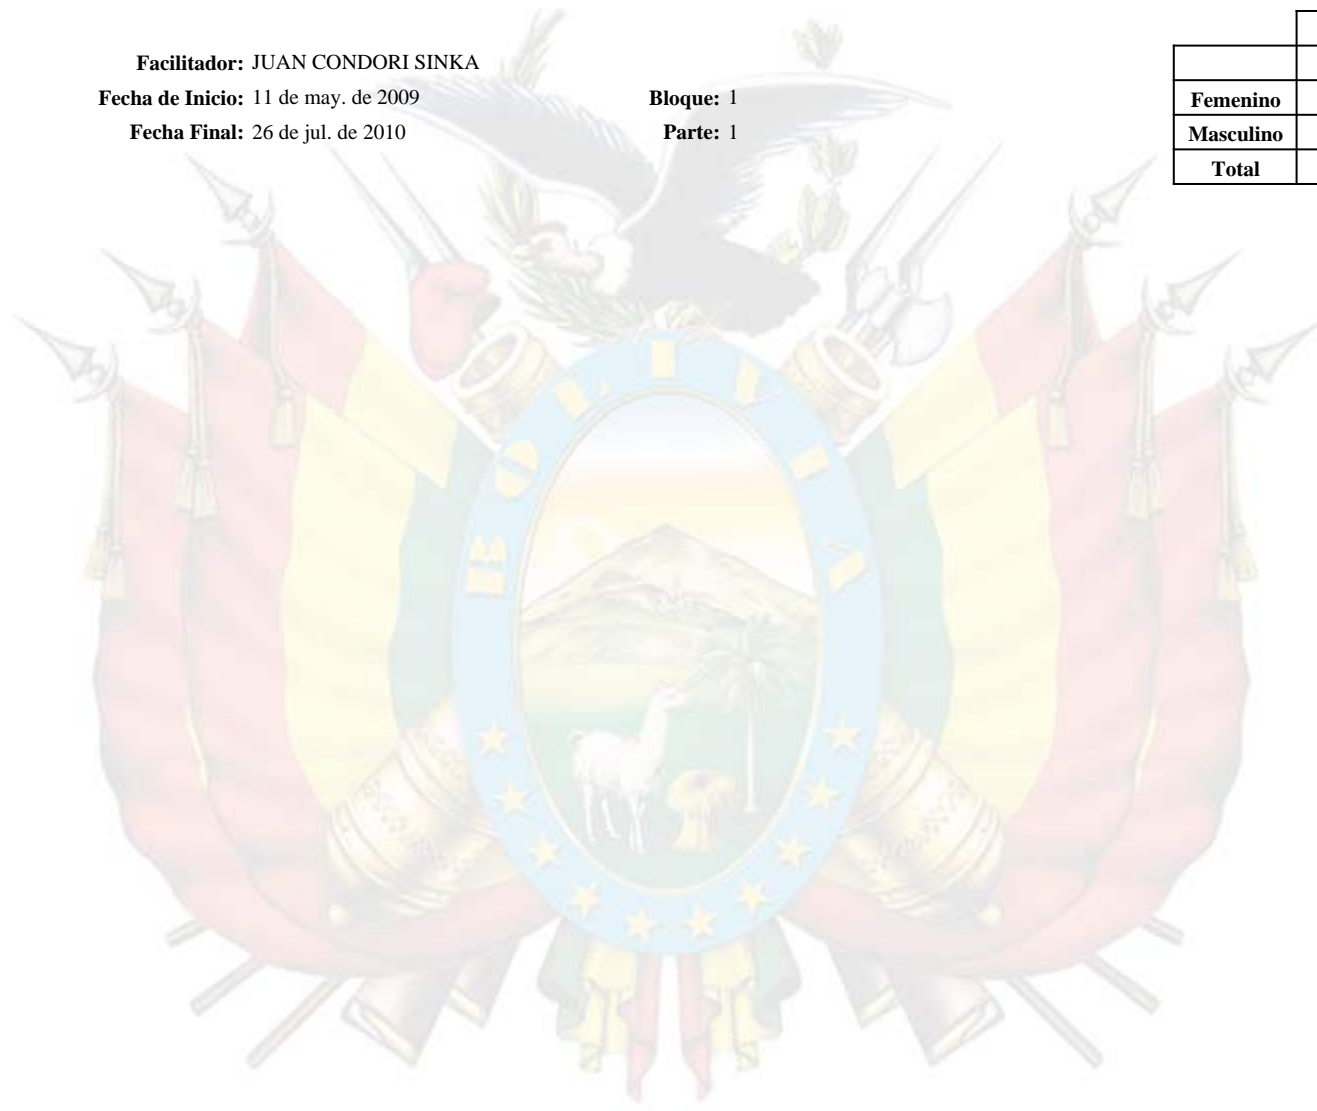 Facilitador: JUAN CONDORI SINKA
Fecha de Inicio: 11 de may. de 2009 Bloque: 1
Fecha Final: 26 de jul. de 2010 Parte: 1
Femenino
Masculino
Total
BOLIVIA